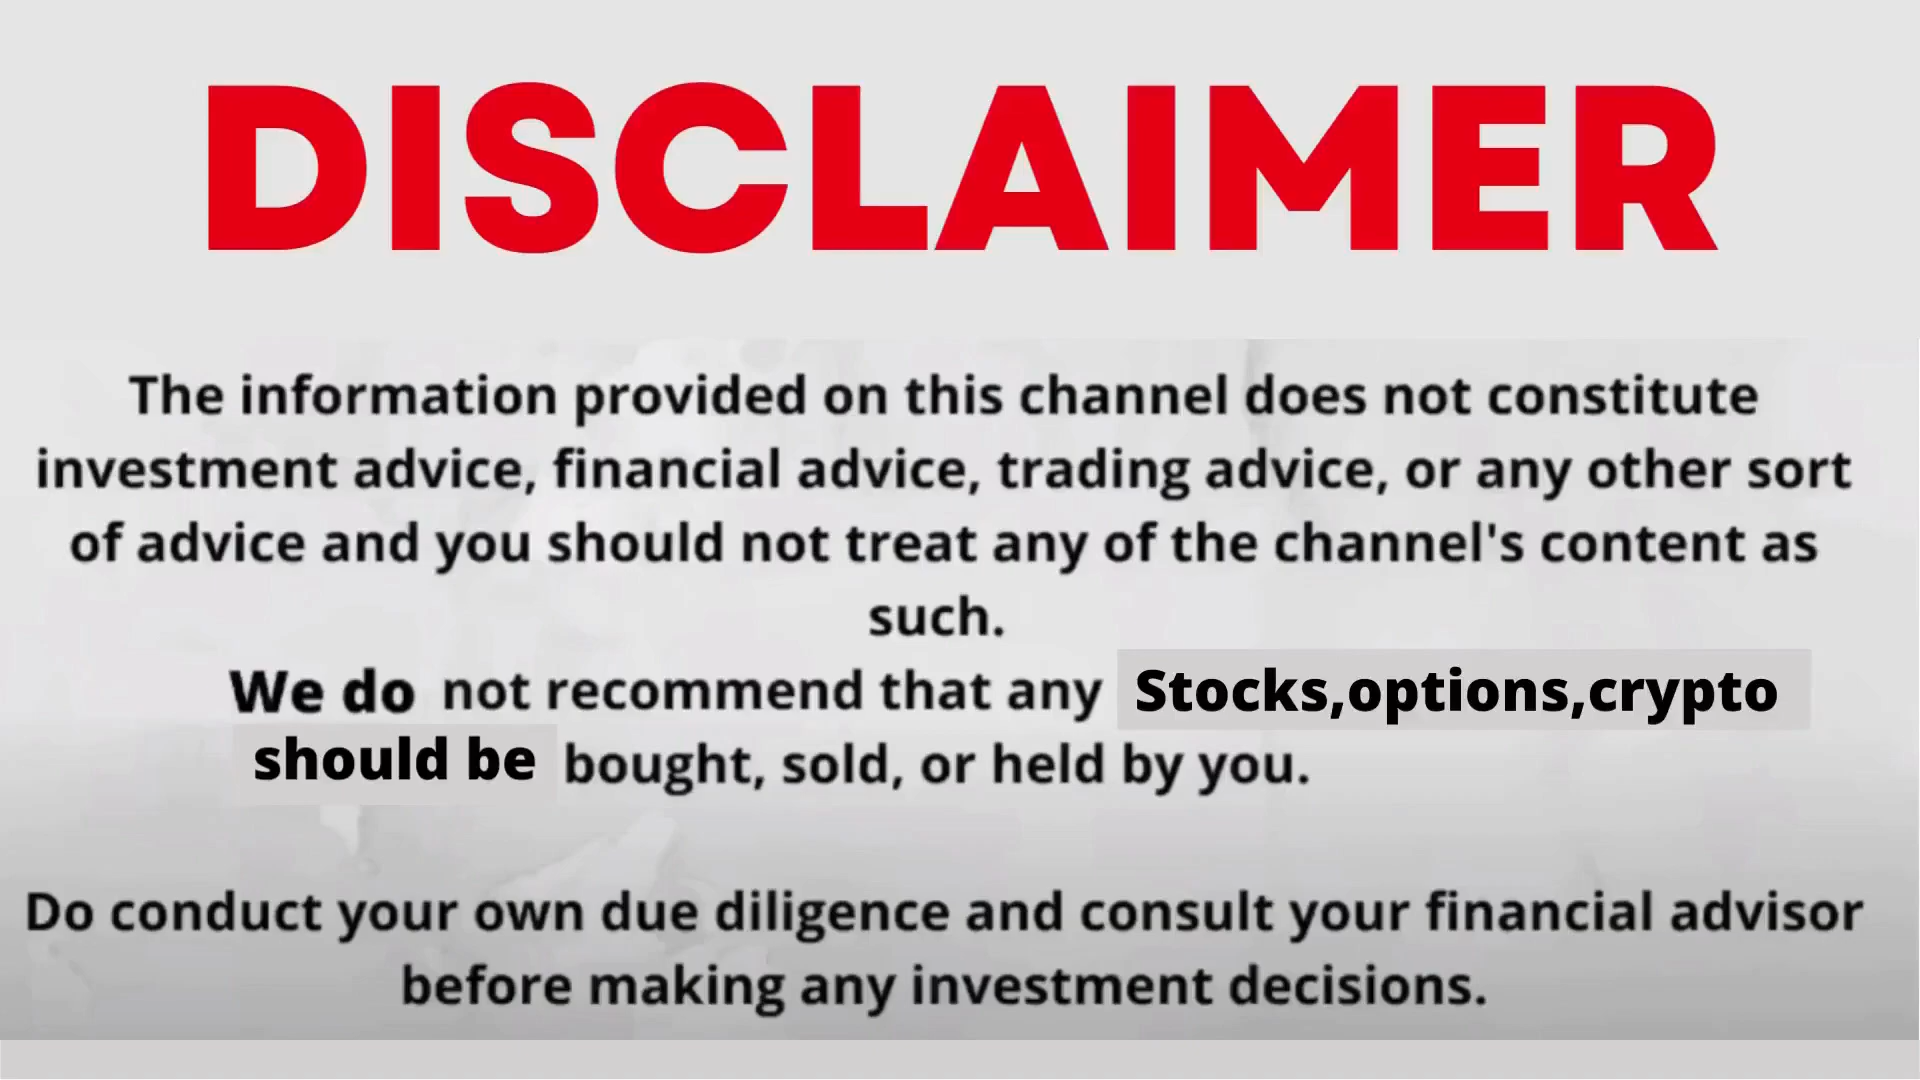 DISCLAIMER
The information provided on this channel does not constitute
investment advice, financial advice, trading advice, or any other sort
of advice and you should not treat any of the channel's content as
such.
We do not recommend that any Stocks,options,crypto
should be bought, sold, or held by you.
Do conduct your own due diligence and consult your financial advisor
before making any investment decisions.